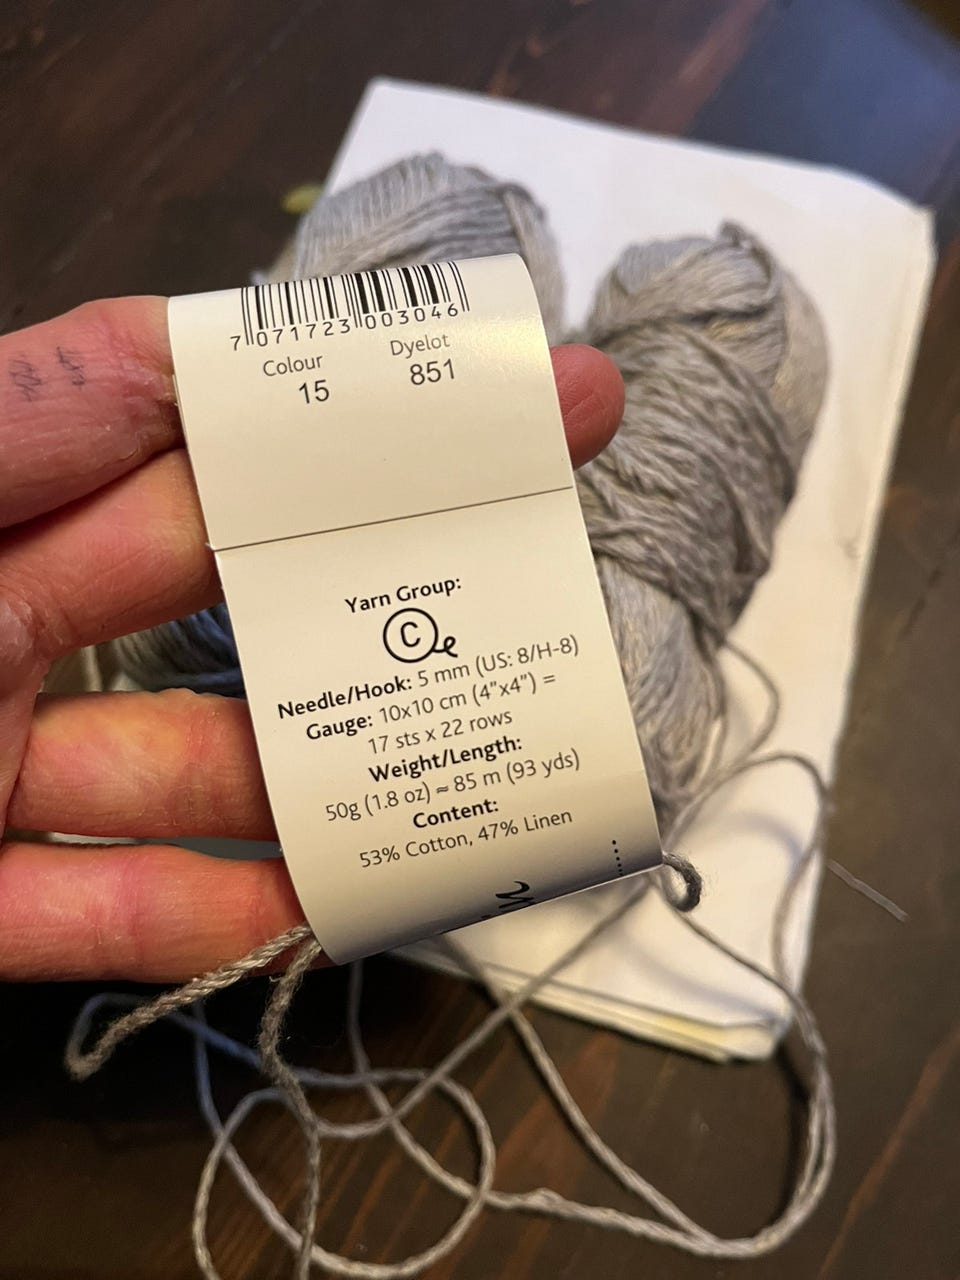 7 071723 003046
Colour Dyelot
15 851
Yarn Group:
C
Needle/Hook: 5 mm (US: 8/H-8)
Gauge: 10x10 cm (4"x4") =
17 sts x 22 rows
Weight/Length:
50g (1.8 oz) ≈ 85 m (93 yds)
Content:
53% Cotton, 47% Linen